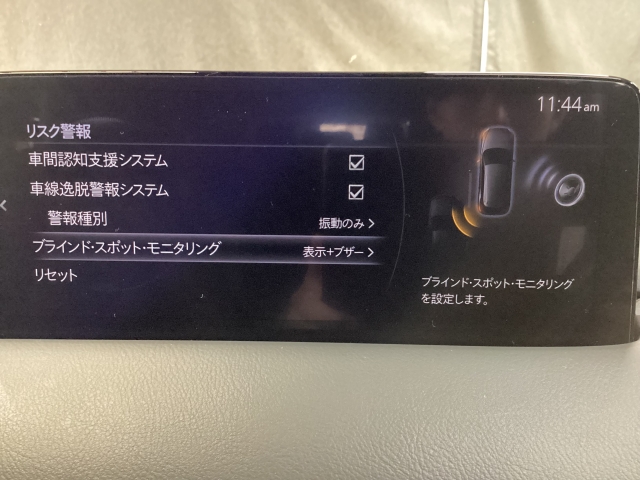 11:44am
リスク警報
車間認知支援システム
車線逸脱警報システム
警報種別 振動のみ >
ブラインド・スポット・モニタリング 表示+ブザー >
リセット
ブラインド・スポット・モニタリング
を設定します。